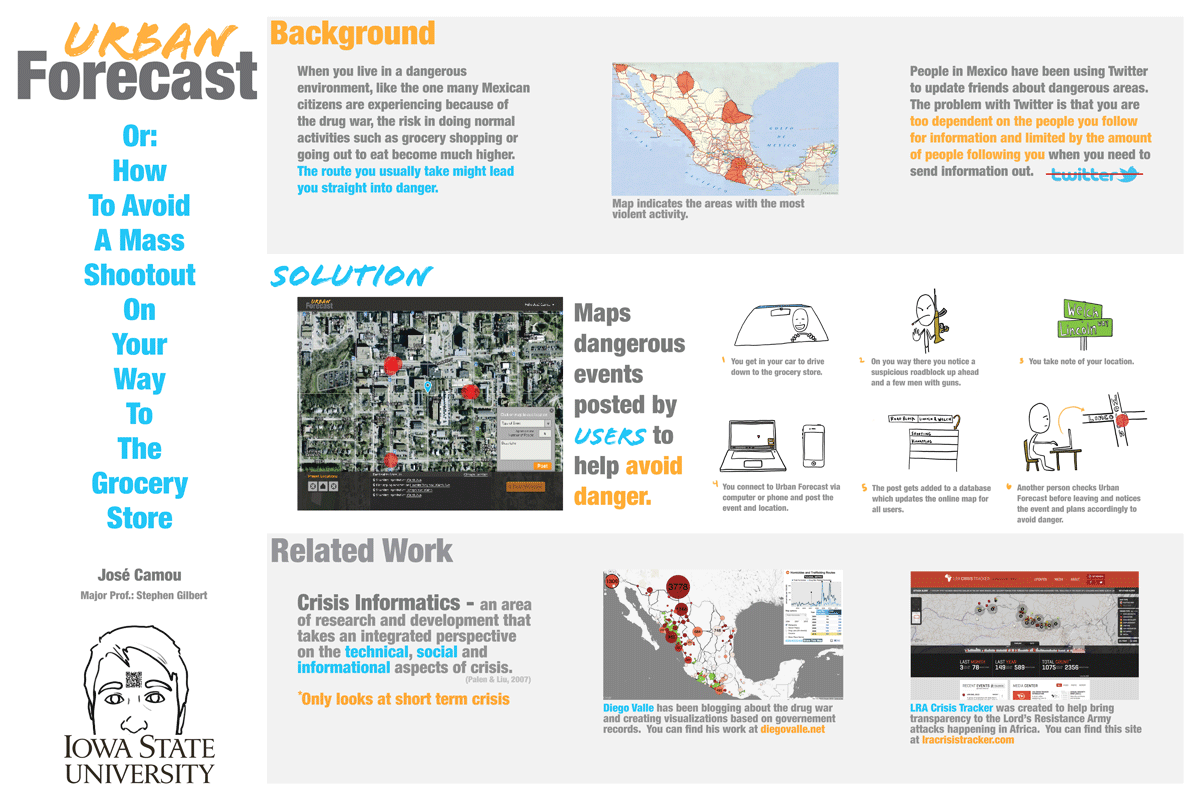 URBAN
Forecast
Or:
How
To Avoid
A Mass
Shootout
On
Your
Way
To
The
Grocery
Store
José Camou
Major Prof.: Stephen Gilbert
IOWA STATE
UNIVERSITY
Background
When you live in a dangerous
environment, like the one many Mexican
citizens are experiencing because of
the drug war, the risk in doing normal
activities such as grocery shopping or
going out to eat become much higher.
The route you usually take might lead
you straight into danger.
Map indicates the areas with the most
violent activity.
People in Mexico have been using Twitter
to update friends about dangerous areas.
The problem with Twitter is that you are
too dependent on the people you follow
for information and limited by the amount
of people following you when you need to
send information out.
twitter
SOLUTION
URBAN
Forecast
Post
Maps
dangerous
events
posted by
USERS to
help avoid
danger.
1 You get in your car to drive
down to the grocery store.
2 On you way there you notice a
suspicious roadblock up ahead
and a few men with guns.
Welch
Lincoln Way
3 You take note of your location.
4 You connect to Urban Forecast via
computer or phone and post the
event and location.
5 The post gets added to a database
which updates the online map for
all users.
6 Another person checks Urban
Forecast before leaving and notices
the event and plans accordingly to
avoid danger.
Related Work
Crisis Informatics - an area
of research and development that
takes an integrated perspective
on the technical, social and
informational aspects of crisis.
(Palen & Liu, 2007)
*Only looks at short term crisis
3778
Diego Valle has been blogging about the drug war
and creating visualizations based on governement
records. You can find his work at diegovalle.net
LRA CRISIS TRACKER
LAST MONTH
LAST YEAR
RECENT EVENTS
MEDIA CENTER
LRA Crisis Tracker was created to help bring
transparency to the Lord's Resistance Army
attacks happening in Africa. You can find this site
at lracrisistracker.com